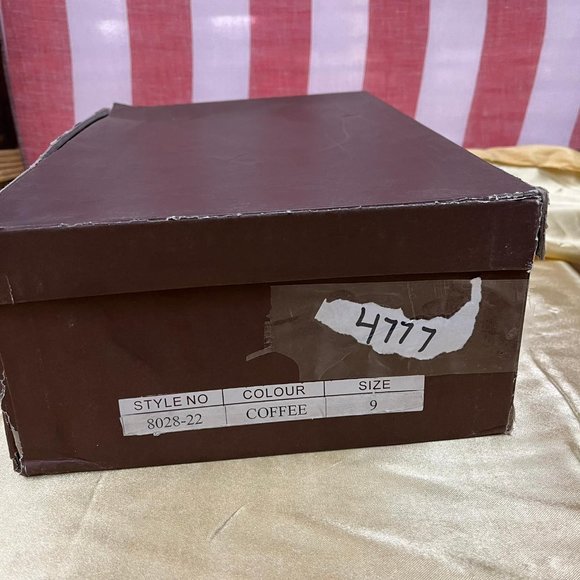 4777
STYLE NO COLOUR SIZE
8028-22 COFFEE 9